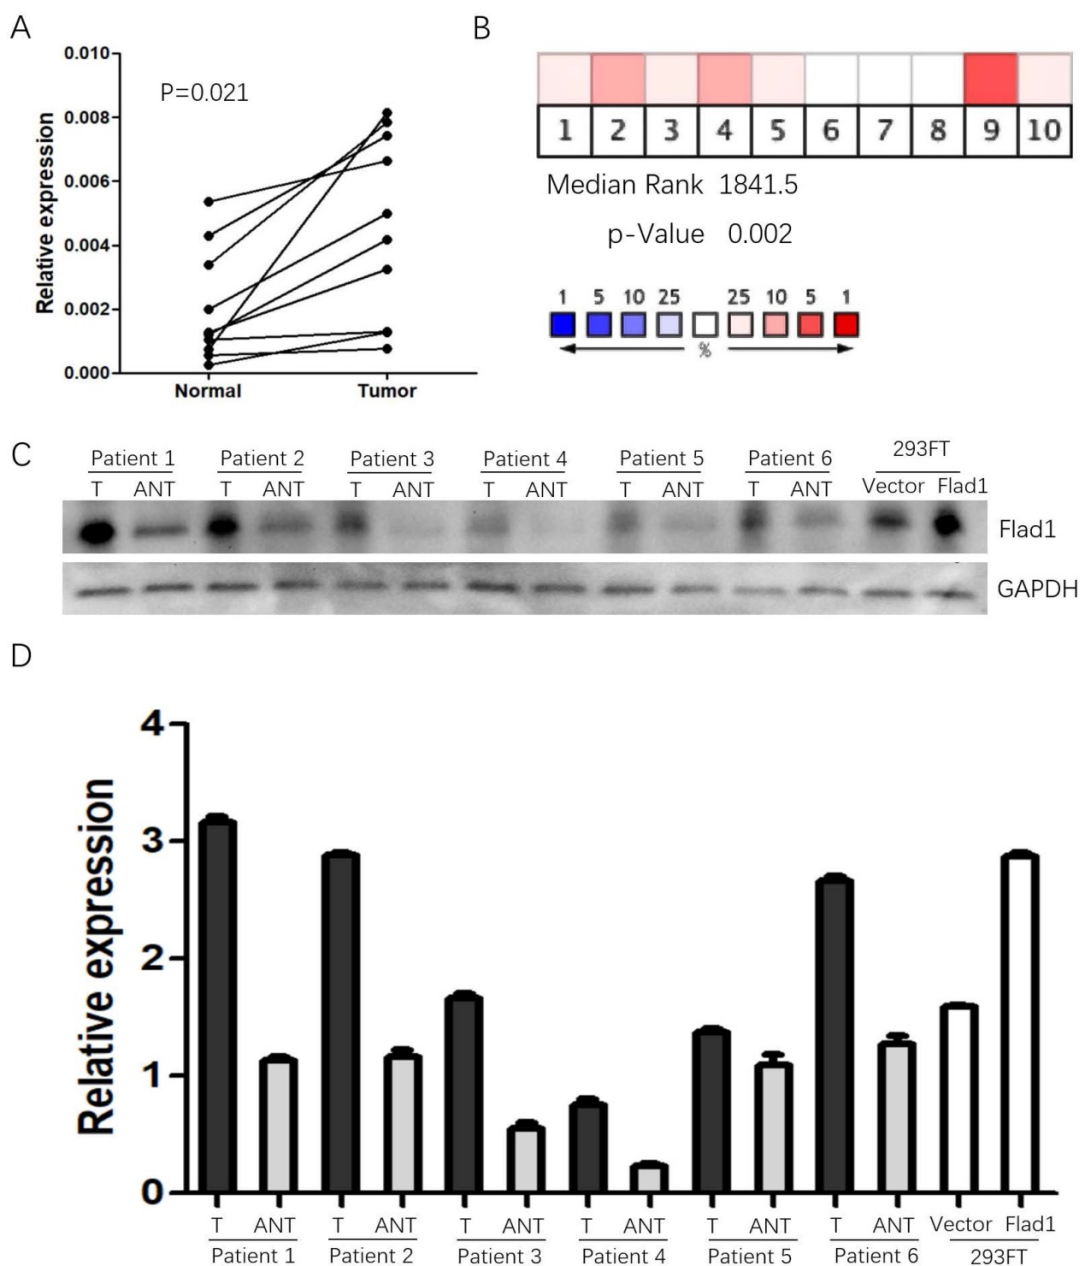 A
0.010
0.008
0.006
0.004
0.002
0.000
Relative expression
P=0.021
Normal Tumor
B
1 2 3 4 5 6 7 8 9 10
Median Rank 1841.5
p-Value 0.002
1 5 10 25 25 10 5 1
%
C
Patient 1 Patient 2 Patient 3 Patient 4 Patient 5 Patient 6 293FT
T ANT T ANT T ANT T ANT T ANT T ANT Vector Flad1
Flad1
GAPDH
D
4
3
2
1
0
Relative expression
T ANT T ANT T ANT T ANT T ANT T ANT Vector Flad1
Patient 1 Patient 2 Patient 3 Patient 4 Patient 5 Patient 6 293FT